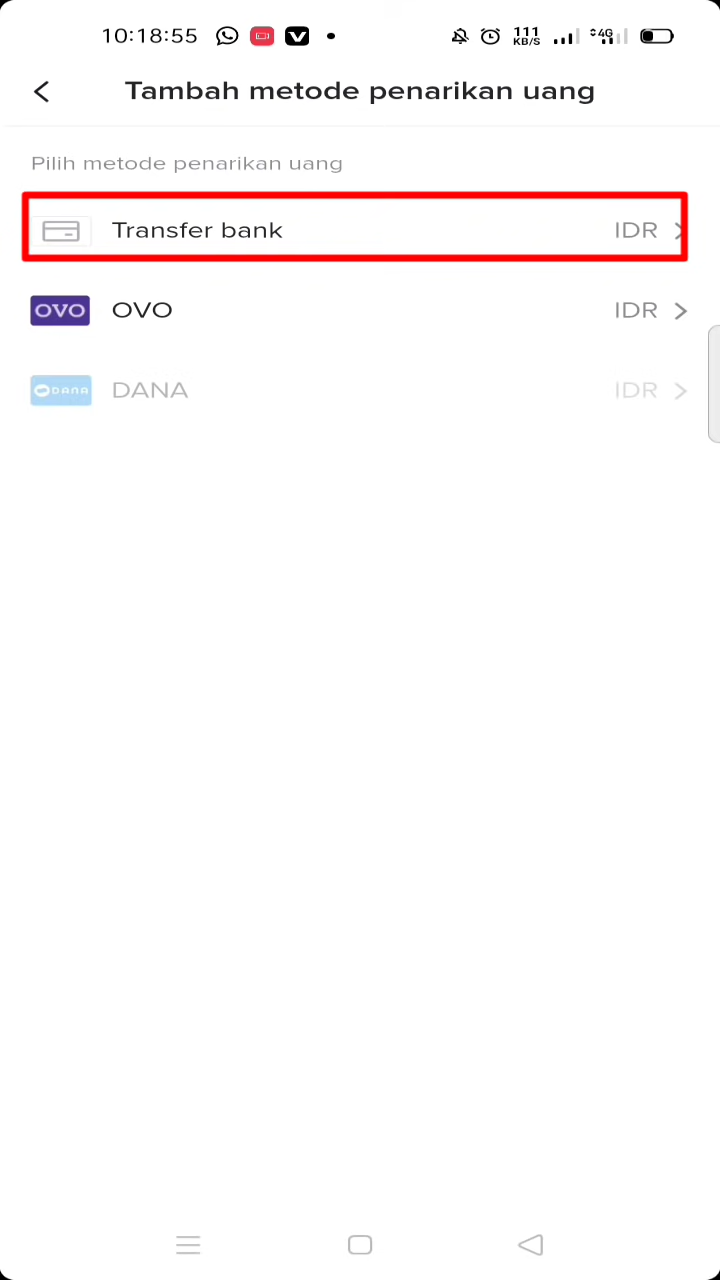 10:18:55 111 KB/S 4G
Tambah metode penarikan uang
Pilih metode penarikan uang
Transfer bank IDR
OVO OVO IDR
DANA DANA IDR